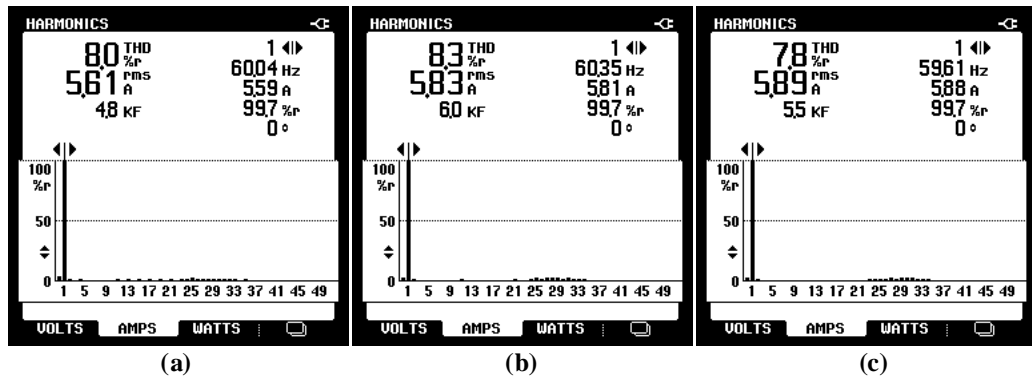 HARMONICS
8.0 THD %r
5.61 rms A
4.8 KF
1
60.04 Hz
5.59 A
99.7 %r
0 °
100
%r
50
0
1 5 9 13 17 21 25 29 33 37 41 45 49
VOLTS AMPS WATTS
(a)
HARMONICS
8.3 THD %r
5.83 rms A
6.0 KF
1
60.35 Hz
5.81 A
99.7 %r
0 °
100
%r
50
0
1 5 9 13 17 21 25 29 33 37 41 45 49
VOLTS AMPS WATTS
(b)
HARMONICS
7.8 THD %r
5.89 rms A
5.5 KF
1
59.61 Hz
5.88 A
99.7 %r
0 °
100
%r
50
0
1 5 9 13 17 21 25 29 33 37 41 45 49
VOLTS AMPS WATTS
(c)